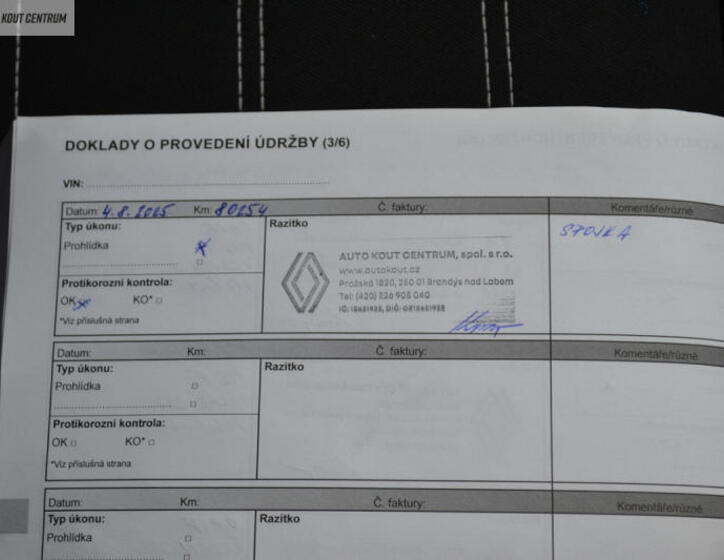 KOUT CENTRUM
DOKLADY O PROVEDENÍ ÚDRŽBY (3/6)
VIN:
Datum: 4.8.2025 Km: 80254 Č. faktury: Komentáře/různé
Typ úkonu: Razítko STOJKA
Prohlídka
AUTO KOUT CENTRUM, spol. s r.o.
www.autokout.cz
Pražská 1820, 250 01 Brandýs nad Labem
Tel: (420) 326 905 040
Protikorozní kontrola:
OK KO*
*Viz příslušná strana
Datum: Km: Č. faktury: Komentáře/různé
Typ úkonu: Razítko
Prohlídka
Protikorozní kontrola:
OK KO*
*Viz příslušná strana
Datum: Km: Č. faktury: Komentáře/různé
Typ úkonu: Razítko
Prohlídka